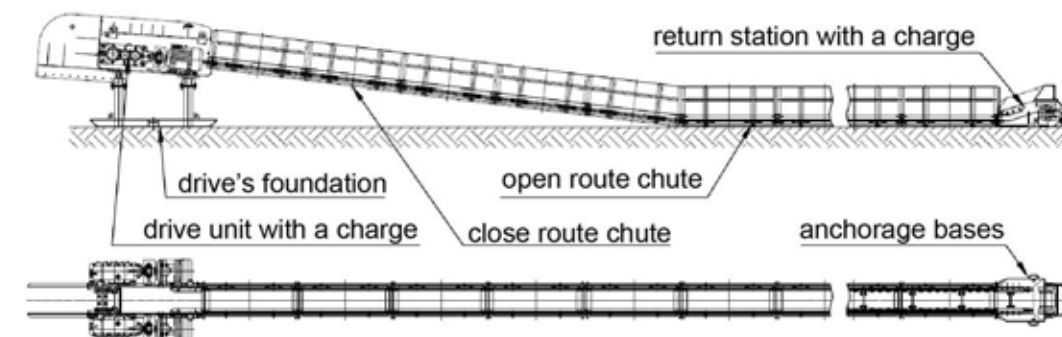 return station with a charge
drive's foundation
open route chute
drive unit with a charge
close route chute
anchorage bases